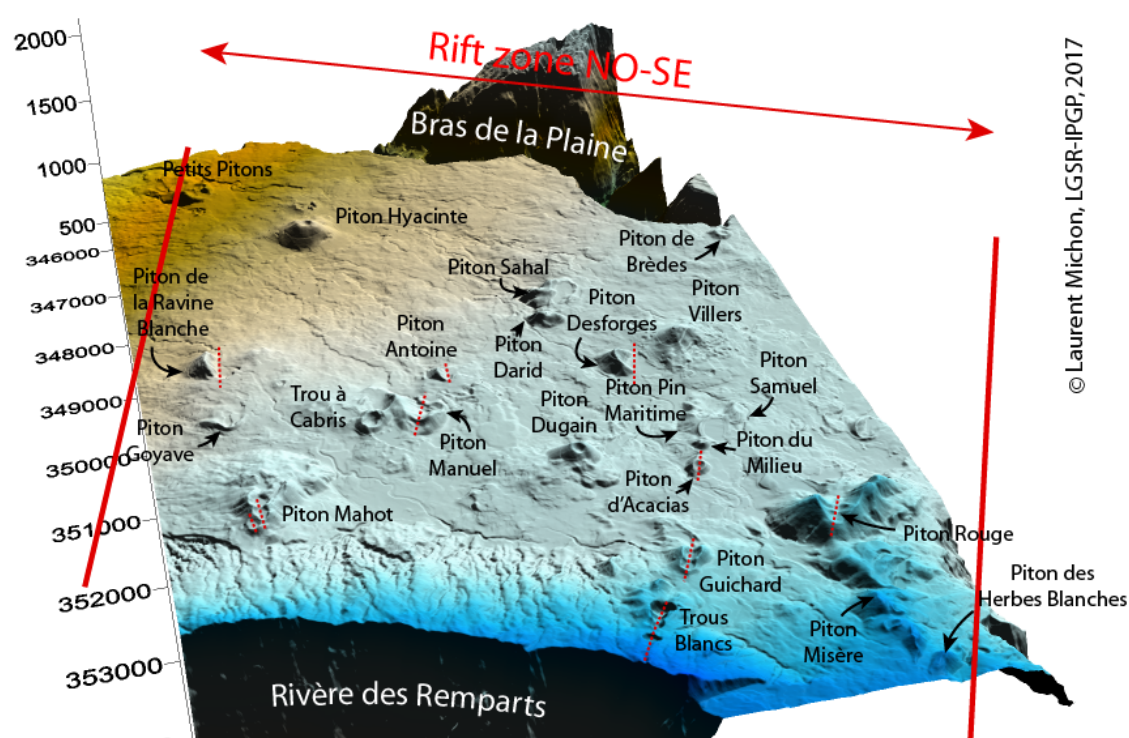 2000
1500
1000
500
346000
347000
348000
349000
350000
351000
352000
353000
Rift zone NO-SE
Bras de la Plaine
© Laurent Michon, LGSR-IPGP, 2017
Petits Pitons
Piton Hyacinte
Piton de
Brèdes
Piton Sahal
Piton de
la Ravine
Blanche
Piton
Desforges
Piton
Villers
Piton
Antoine
Piton
Darid
Piton
Samuel
Trou à
Cabris
Piton
Dugain
Piton Pin
Maritime
Piton
Goyave
Piton
Manuel
Piton du
Milieu
Piton
d'Acacias
Piton Mahot
Piton Rouge
Piton
Guichard
Piton des
Herbes Blanches
Trous
Blancs
Piton
Misère
Rivère des Remparts